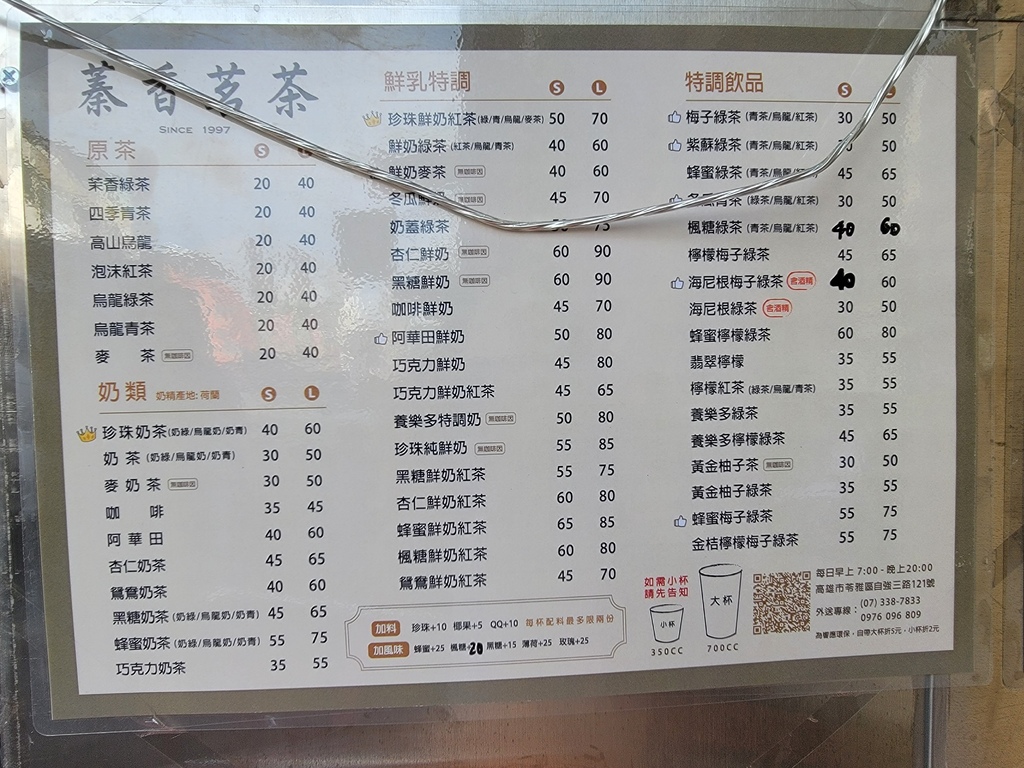 蓁香茗茶
SINCE 1997
原茶 S L
茉香綠茶 20 40
四季青茶 20 40
高山烏龍 20 40
泡沫紅茶 20 40
烏龍綠茶 20 40
烏龍青茶 20 40
麥 茶 無咖啡因 20 40
奶類 奶精產地:荷蘭 S L
珍珠奶茶(奶綠/烏龍奶/奶青) 40 60
奶 茶 (奶綠/烏龍奶/奶青) 30 50
麥 奶 茶 無咖啡因 30 50
咖 啡 35 45
阿 華 田 40 60
杏仁奶茶 45 65
鴛鴦奶茶 40 60
黑糖奶茶 (奶綠/烏龍奶/奶青) 45 65
蜂蜜奶茶 (奶綠/烏龍奶/奶青) 55 75
巧克力奶茶 35 55
鮮乳特調 S L
珍珠鮮奶紅茶(綠/青/烏龍/麥茶) 50 70
鮮奶綠茶 (紅茶/烏龍/青茶) 40 60
鮮奶麥茶 無咖啡因 40 60
冬瓜鮮奶 無咖啡因 45 70
奶蓋綠茶 75
杏仁鮮奶 無咖啡因 60 90
黑糖鮮奶 無咖啡因 60 90
咖啡鮮奶 45 70
阿華田鮮奶 50 80
巧克力鮮奶 45 80
巧克力鮮奶紅茶 45 65
養樂多特調奶 無咖啡因 50 80
珍珠純鮮奶 無咖啡因 55 85
黑糖鮮奶紅茶 55 75
杏仁鮮奶紅茶 60 80
蜂蜜鮮奶紅茶 65 85
楓糖鮮奶紅茶 60 80
鴛鴦鮮奶紅茶 45 70
加料 珍珠+10 椰果+5 QQ+10 每杯配料最多限兩份
加風味 蜂蜜+25 楓糖+20 黑糖+15 薄荷+25 玫瑰+25
特調飲品 S L
梅子綠茶 (青茶/烏龍/紅茶) 30 50
紫蘇綠茶 (青茶/烏龍/紅茶) 50
蜂蜜綠茶 (青茶/烏龍/紅茶) 45 65
冬瓜青茶 (綠茶/烏龍/紅茶) 30 50
楓糖綠茶 (青茶/烏龍/紅茶) 40 60
檸檬梅子綠茶 45 65
海尼根梅子綠茶 含酒精 40 60
海尼根綠茶 含酒精 30 50
蜂蜜檸檬綠茶 60 80
翡翠檸檬 35 55
檸檬紅茶 (綠茶/烏龍/青茶) 35 55
養樂多綠茶 35 55
養樂多檸檬綠茶 45 65
黃金柚子茶 無咖啡因 30 50
黃金柚子綠茶 35 55
蜂蜜梅子綠茶 55 75
金桔檸檬梅子綠茶 55 75
如需小杯
請先告知
小杯
350CC
大杯
700CC
每日早上 7:00 - 晚上20:00
高雄市苓雅區自強三路121號
外送專線: (07) 338-7833
0976 096 809
為響應環保,自帶大杯折5元,小杯折2元